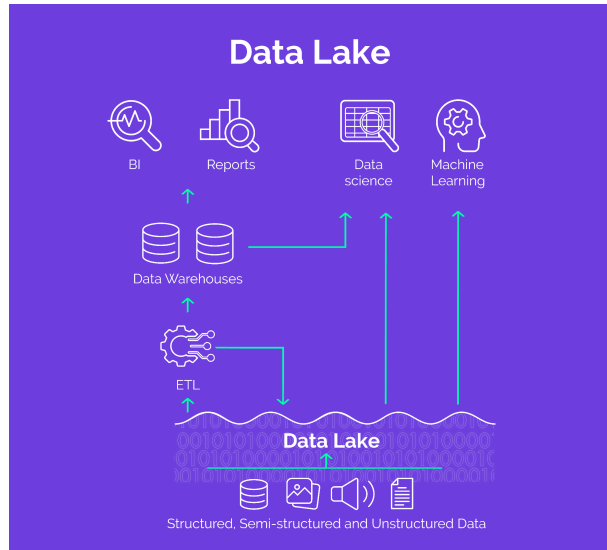 Data Lake
BI
Reports
Data
science
Machine
Learning
Data Warehouses
ETL
Data Lake
Structured, Semi-structured and Unstructured Data